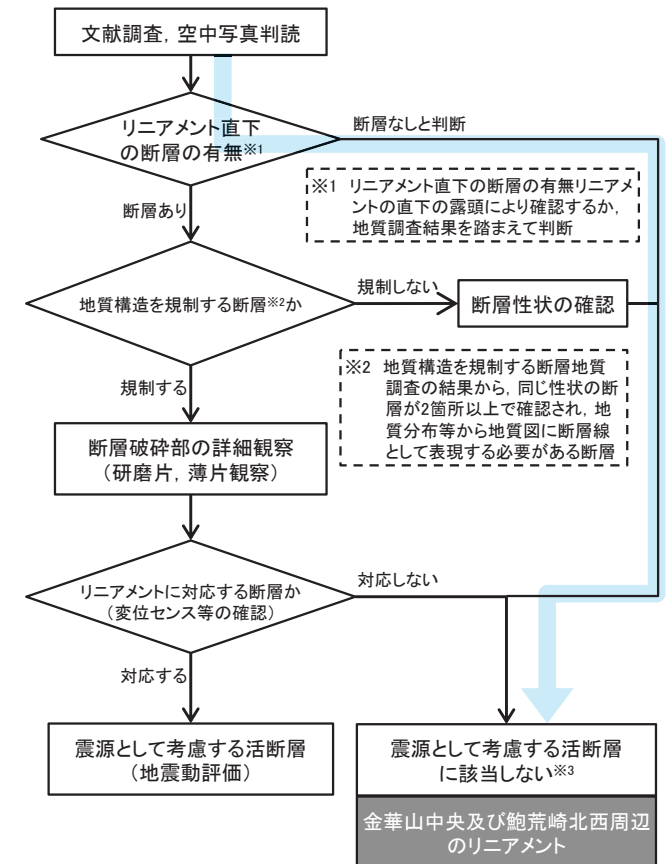 文献調査，空中写真判読
リニアメント直下
の断層の有無※1
断層なしと判断
※1 リニアメント直下の断層の有無リニアメ
ントの直下の露頭により確認するか，
地質調査結果を踏まえて判断
断層あり
地質構造を規制する断層※2か
規制しない
断層性状の確認
※2 地質構造を規制する断層地質
調査の結果から，同じ性状の断
層が2箇所以上で確認され，地
質分布等から地質図に断層線
として表現する必要がある断層
規制する
断層破砕部の詳細観察
（研磨片，薄片観察）
リニアメントに対応する断層か
（変位センス等の確認）
対応しない
対応する
震源として考慮する活断層
（地震動評価）
震源として考慮する活断層
に該当しない※3
金華山中央及び鮑荒崎北西周辺
のリニアメント